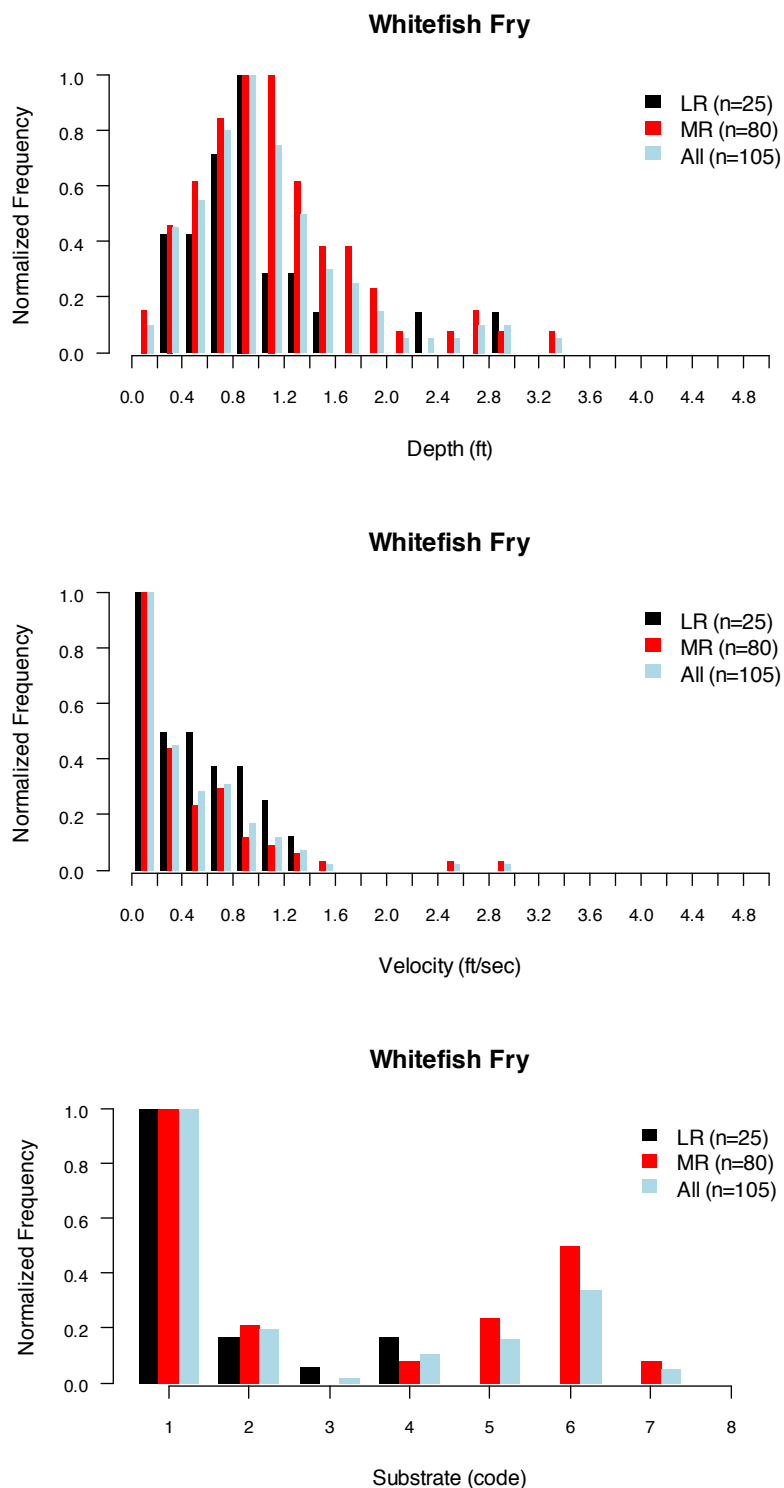 Whitefish Fry
Normalized Frequency
1.0
0.8
0.6
0.4
0.2
0.0
LR (n=25)
MR (n=80)
All (n=105)
0.0 0.4 0.8 1.2 1.6 2.0 2.4 2.8 3.2 3.6 4.0 4.4 4.8
Depth (ft)
Whitefish Fry
Normalized Frequency
1.0
0.8
0.6
0.4
0.2
0.0
LR (n=25)
MR (n=80)
All (n=105)
0.0 0.4 0.8 1.2 1.6 2.0 2.4 2.8 3.2 3.6 4.0 4.4 4.8
Velocity (ft/sec)
Whitefish Fry
Normalized Frequency
1.0
0.8
0.6
0.4
0.2
0.0
LR (n=25)
MR (n=80)
All (n=105)
1 2 3 4 5 6 7 8
Substrate (code)